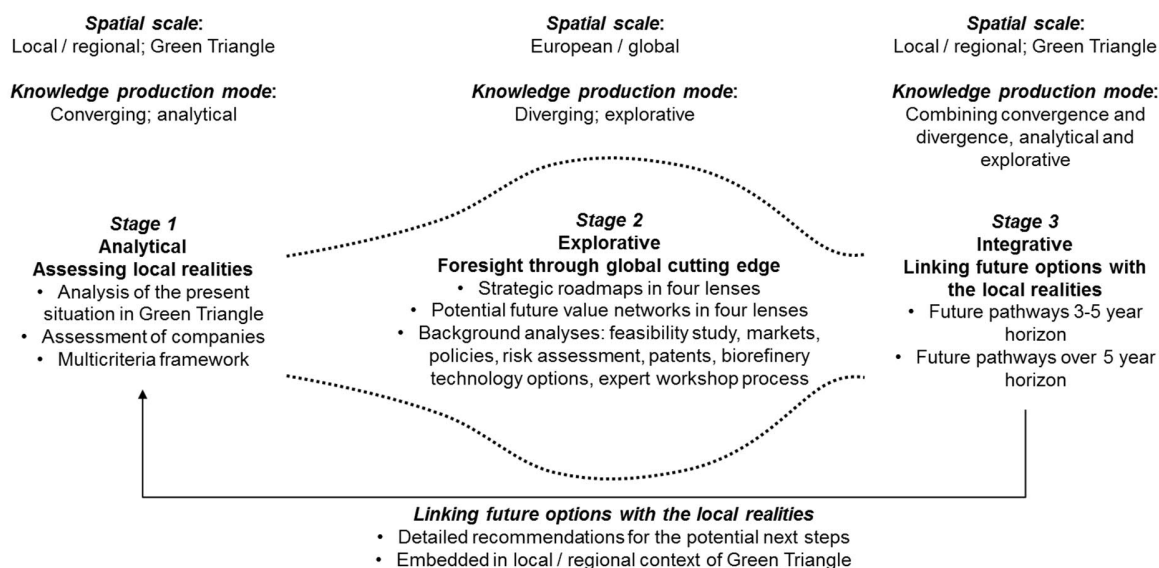 Spatial scale:
Local / regional; Green Triangle
Knowledge production mode:
Converging; analytical
Spatial scale:
European / global
Knowledge production mode:
Diverging; explorative
Spatial scale:
Local / regional; Green Triangle
Knowledge production mode:
Combining convergence and
divergence, analytical and
explorative
Stage 1
Analytical
Assessing local realities
• Analysis of the present
situation in Green Triangle
• Assessment of companies
• Multicriteria framework
Stage 2
Explorative
Foresight through global cutting edge
• Strategic roadmaps in four lenses
• Potential future value networks in four lenses
• Background analyses: feasibility study, markets,
policies, risk assessment, patents, biorefinery
technology options, expert workshop process
Stage 3
Integrative
Linking future options with
the local realities
• Future pathways 3-5 year
horizon
• Future pathways over 5 year
horizon
Linking future options with the local realities
• Detailed recommendations for the potential next steps
• Embedded in local / regional context of Green Triangle